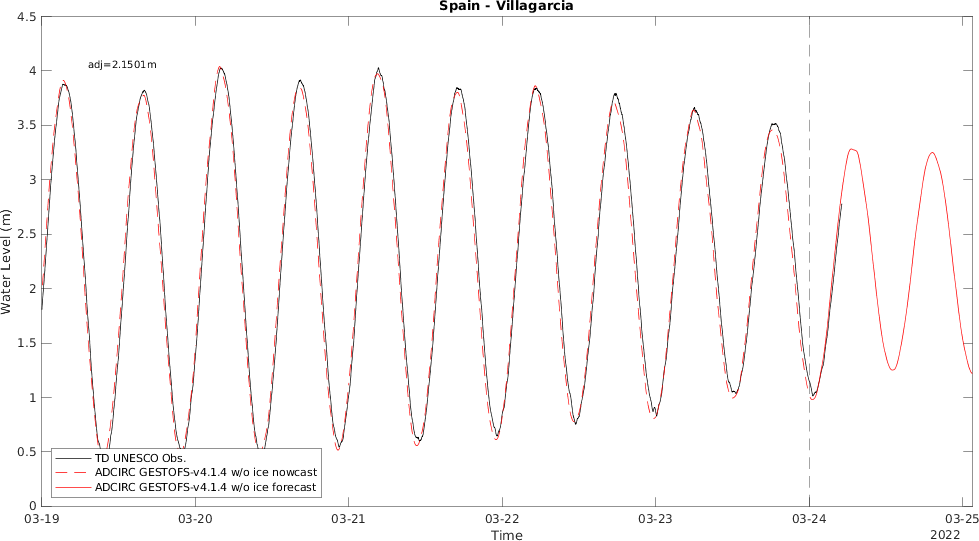 Spain - Villagarcia
4.5
4
3.5
3
2.5
2
1.5
1
0.5
0
Water Level (m)
adj=2.1501m
TD UNESCO Obs.
ADCIRC GESTOFS-v4.1.4 w/o ice nowcast
ADCIRC GESTOFS-v4.1.4 w/o ice forecast
03-19 03-20 03-21 03-22 03-23 03-24 03-25
Time
2022